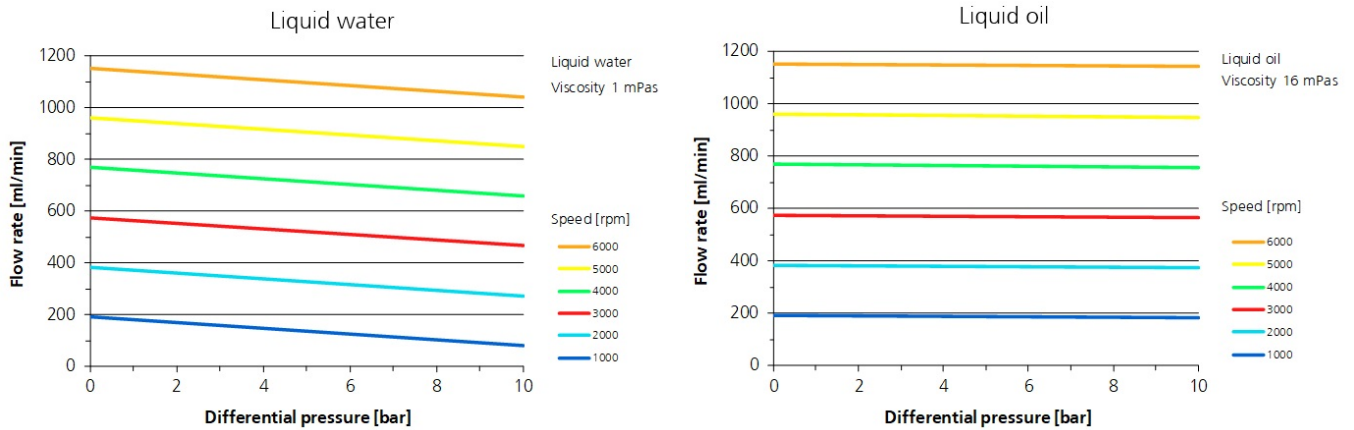 Liquid water
Flow rate [ml/min]
1200
1000
800
600
400
200
0
0 2 4 6 8 10
Differential pressure [bar]
Liquid water
Viscosity 1 mPas
Speed [rpm]
6000
5000
4000
3000
2000
1000
Liquid oil
Flow rate [ml/min]
1200
1000
800
600
400
200
0
0 2 4 6 8 10
Differential pressure [bar]
Liquid oil
Viscosity 16 mPas
Speed [rpm]
6000
5000
4000
3000
2000
1000